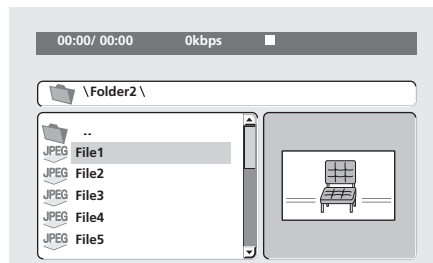 00:00/ 00:00 0kbps
\Folder2 \
..
JPEG File1
JPEG File2
JPEG File3
JPEG File4
JPEG File5